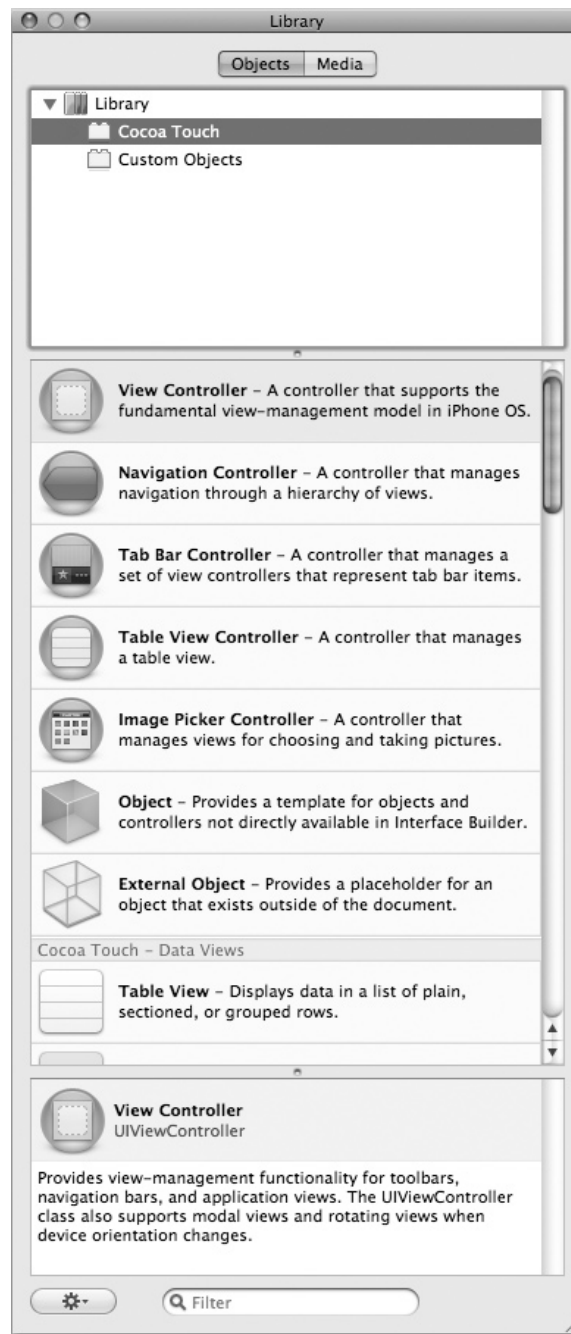 Library
Objects Media
Library
Cocoa Touch
Custom Objects
View Controller – A controller that supports the
fundamental view-management model in iPhone OS.
Navigation Controller – A controller that manages
navigation through a hierarchy of views.
Tab Bar Controller – A controller that manages a
set of view controllers that represent tab bar items.
Table View Controller – A controller that manages
a table view.
Image Picker Controller – A controller that
manages views for choosing and taking pictures.
Object – Provides a template for objects and
controllers not directly available in Interface Builder.
External Object – Provides a placeholder for an
object that exists outside of the document.
Cocoa Touch – Data Views
Table View – Displays data in a list of plain,
sectioned, or grouped rows.
View Controller
UIViewController
Provides view-management functionality for toolbars,
navigation bars, and application views. The UIViewController
class also supports modal views and rotating views when
device orientation changes.
Filter